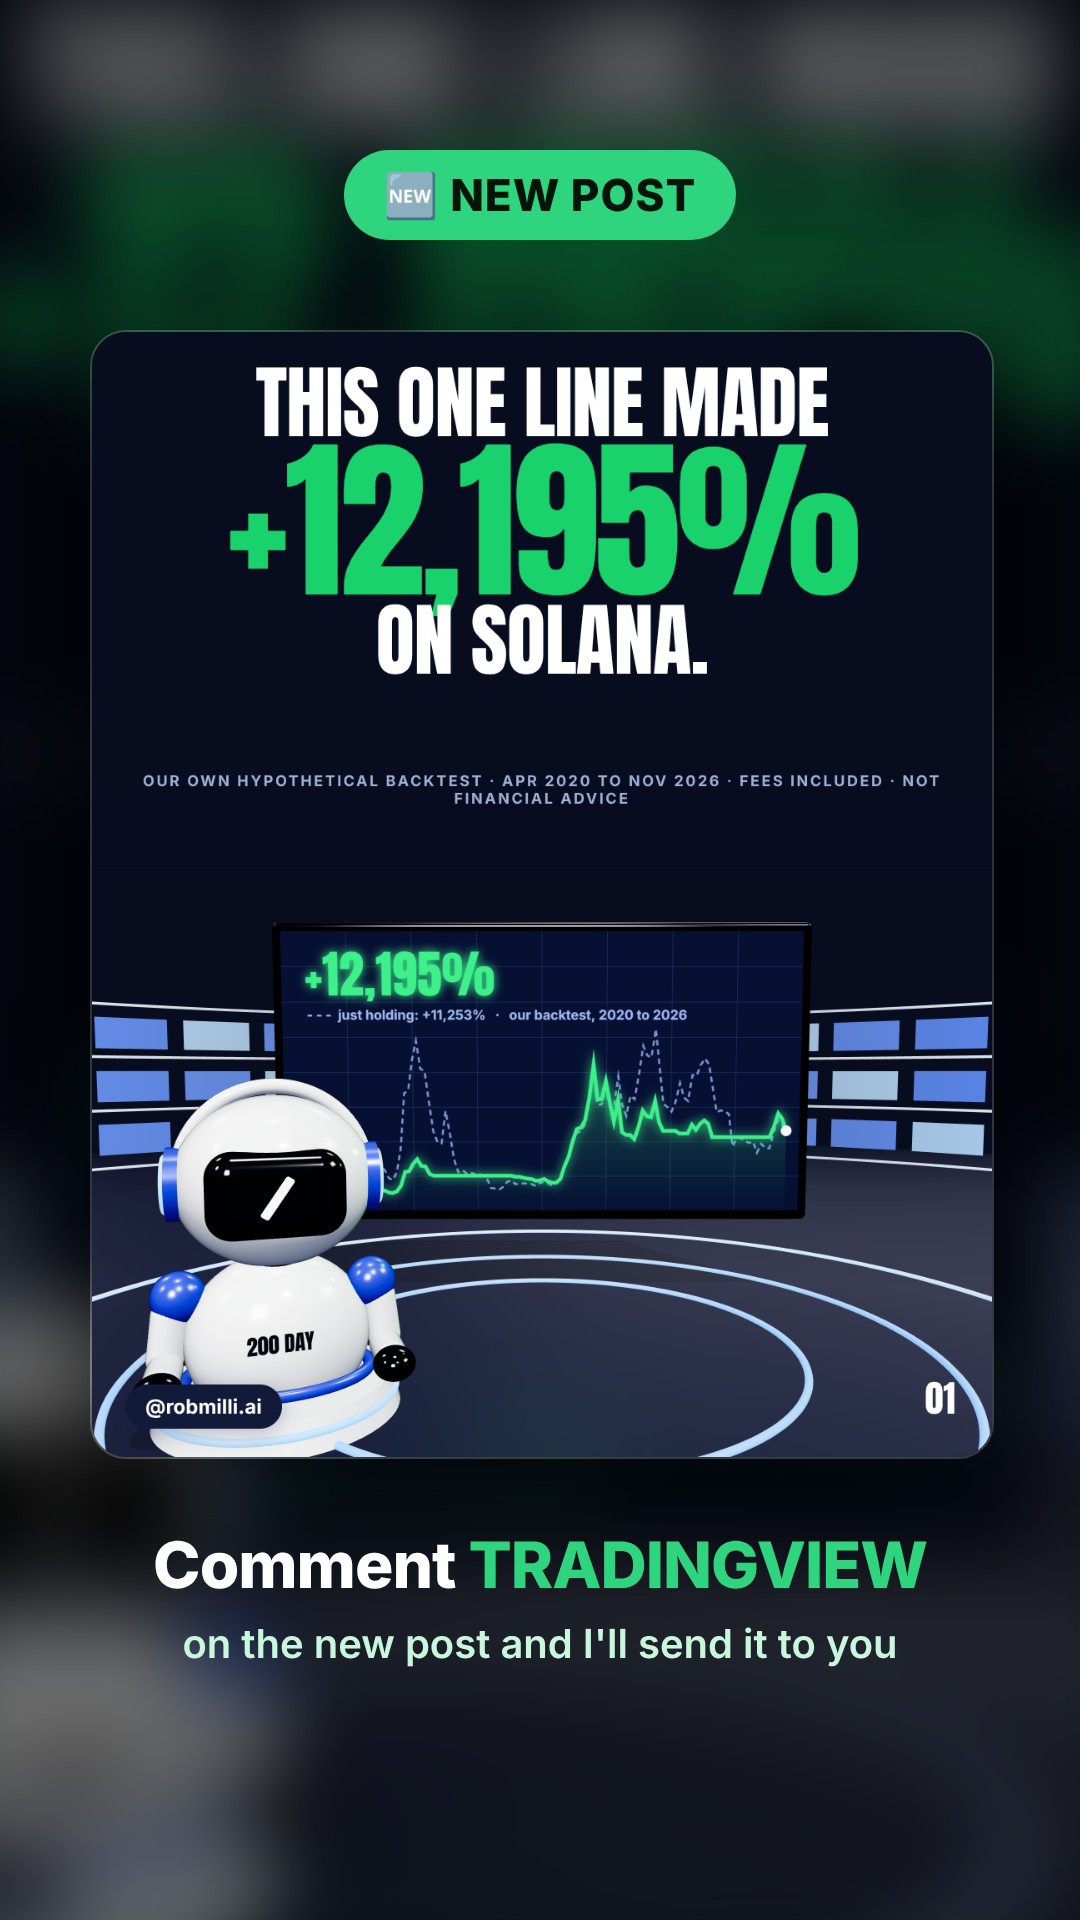 🆕 NEW POST
THIS ONE LINE MADE
+12,195%
ON SOLANA.
OUR OWN HYPOTHETICAL BACKTEST · APR 2020 TO NOV 2026 · FEES INCLUDED · NOT
FINANCIAL ADVICE
+12,195%
--- just holding: +11,253% · our backtest, 2020 to 2026
200 DAY
@robmilli.ai
01
Comment TRADINGVIEW
on the new post and I'll send it to you